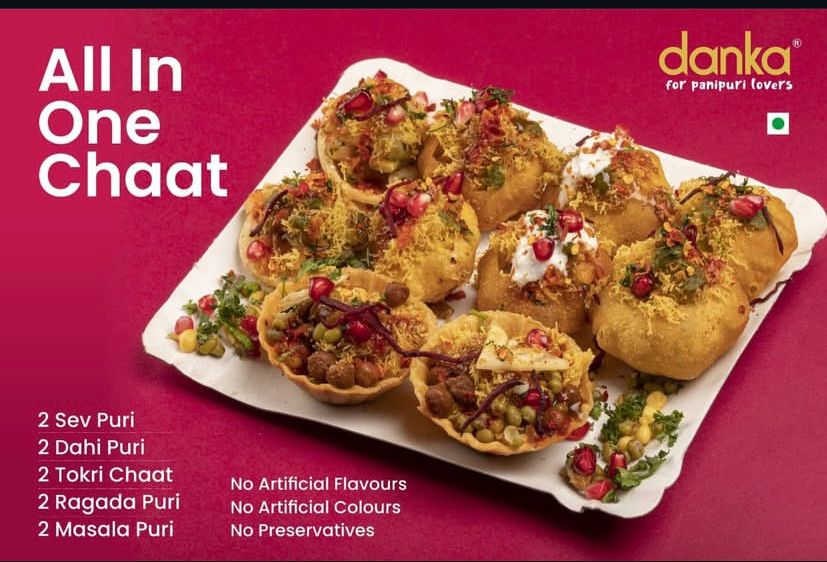 All In
One
Chaat
danka®
for panipuri lovers
2 Sev Puri
2 Dahi Puri
2 Tokri Chaat
2 Ragada Puri
2 Masala Puri
No Artificial Flavours
No Artificial Colours
No Preservatives